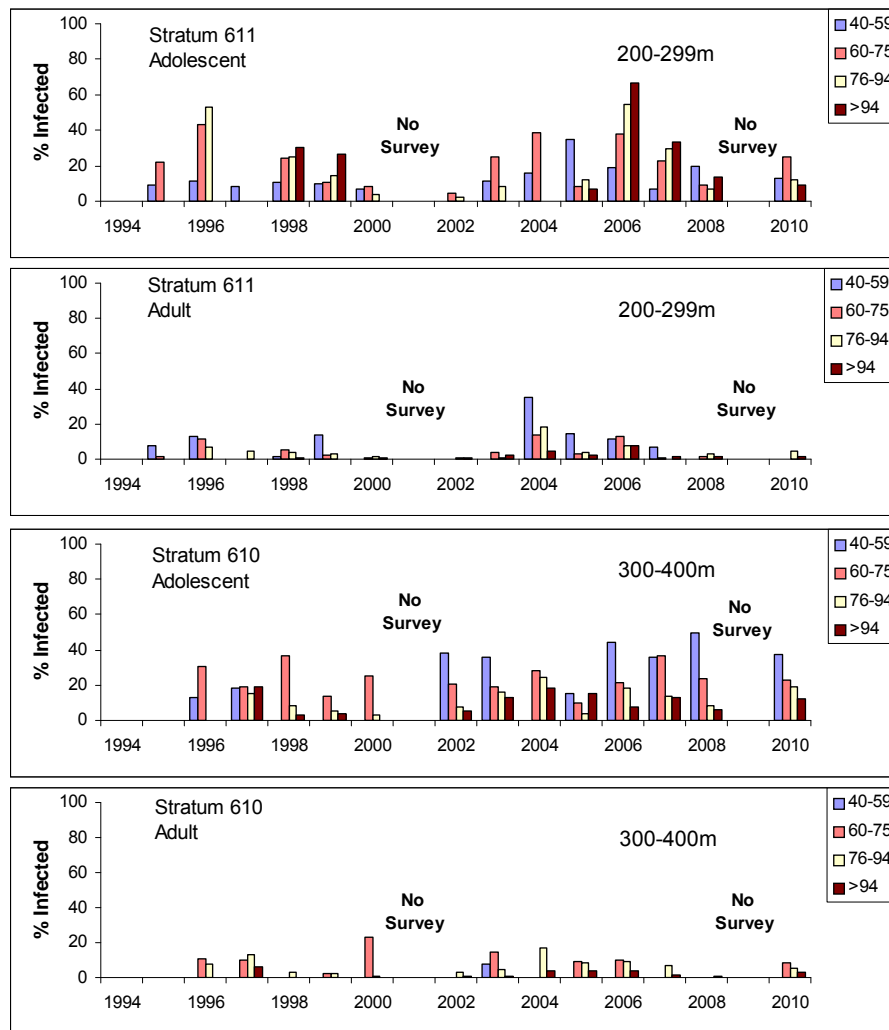 Stratum 611
Adolescent
200-299m
% Infected
100
80
60
40
20
0
No
Survey
No
Survey
1994 1996 1998 2000 2002 2004 2006 2008 2010
40-59
60-75
76-94
>94
Stratum 611
Adult
200-299m
% Infected
100
80
60
40
20
0
No
Survey
No
Survey
1994 1996 1998 2000 2002 2004 2006 2008 2010
40-59
60-75
76-94
>94
Stratum 610
Adolescent
300-400m
% Infected
100
80
60
40
20
0
No
Survey
No
Survey
1994 1996 1998 2000 2002 2004 2006 2008 2010
40-59
60-75
76-94
>94
Stratum 610
Adult
300-400m
% Infected
100
80
60
40
20
0
No
Survey
No
Survey
1994 1996 1998 2000 2002 2004 2006 2008 2010
40-59
60-75
76-94
>94